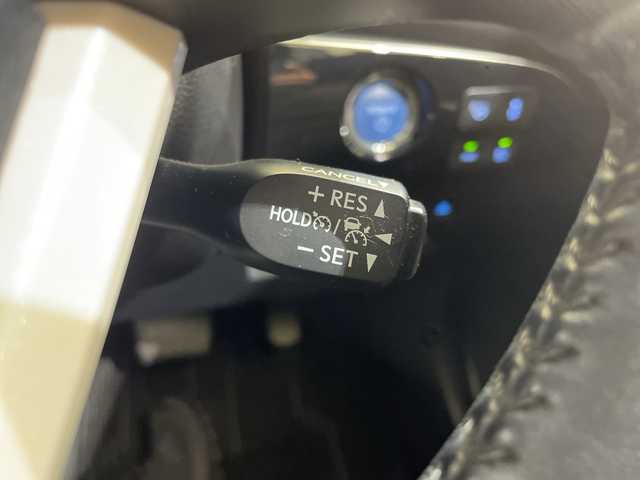 CANCEL
+ RES
HOLD /
− SET